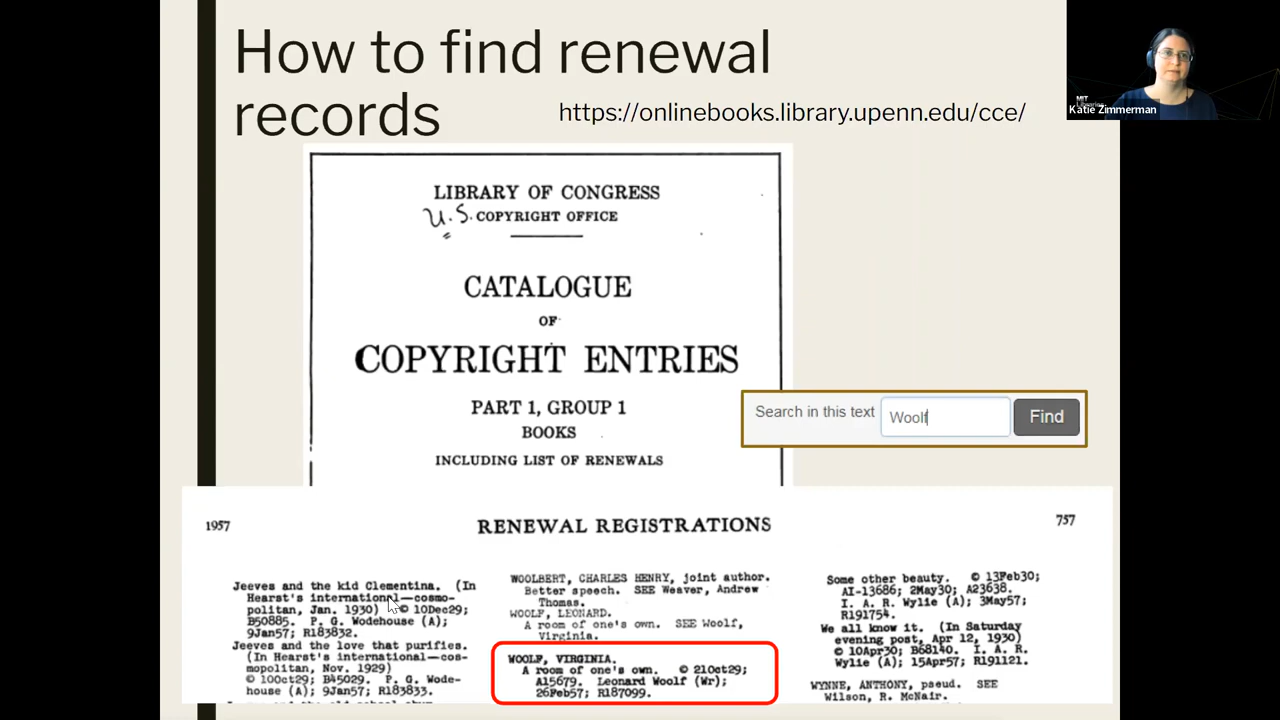 How to find renewal
records
https://onlinebooks.library.upenn.edu/cce/
MIT
Libraries
Katie Zimmerman
LIBRARY OF CONGRESS
U.S. COPYRIGHT OFFICE
CATALOGUE
OF
COPYRIGHT ENTRIES
PART 1, GROUP 1
BOOKS
INCLUDING LIST OF RENEWALS
Search in this text
Woolf
Find
1957
RENEWAL REGISTRATIONS
757
Jeeves and the kid Clementina. (In
Hearst's international—cosmo-
politan, Jan. 1930) © 10Dec29;
B50885. P. G. Wodehouse (A);
9Jan57; R183832.
Jeeves and the love that purifies.
(In Hearst's international—cos-
mopolitan, Nov. 1929)
© 10Oct29; B45029. P. G. Wode-
house (A); 9Jan57; R183833.
WOOLBERT, CHARLES HENRY, joint author.
Better speech. SEE Weaver, Andrew
Thomas.
WOOLF, LEONARD.
A room of one's own. SEE Woolf,
Virginia.
WOOLF, VIRGINIA.
A room of one's own. © 21Oct29;
A15679. Leonard Woolf (Wr);
26Feb57; R187099.
Some other beauty. © 13Feb30;
AI-13686; 2May30; A23638.
I. A. R. Wylie (A); 3May57;
R191754.
We all know it. (In Saturday
evening post, Apr 12, 1930)
© 10Apr30; B68140. I. A. R.
Wylie (A); 15Apr57; R191121.
WYNNE, ANTHONY, pseud. SEE
Wilson, R. McNair.